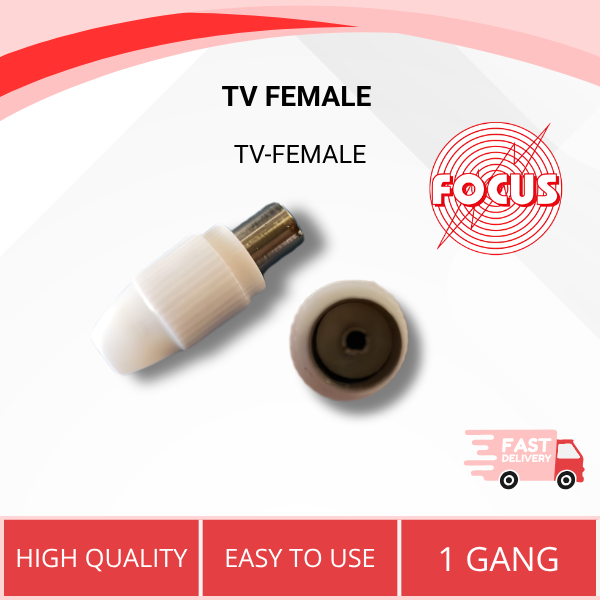 TV FEMALE
TV-FEMALE
FOCUS
FAST
DELIVERY
HIGH QUALITY
EASY TO USE
1 GANG